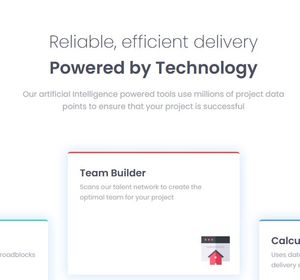 Reliable, efficient delivery
Powered by Technology
Our artificial Intelligence powered tools use millions of project data
points to ensure that your project is successful
Team Builder
Scans our talent network to create the
optimal team for your project
roadblocks
Calcu
Uses dat
delivery